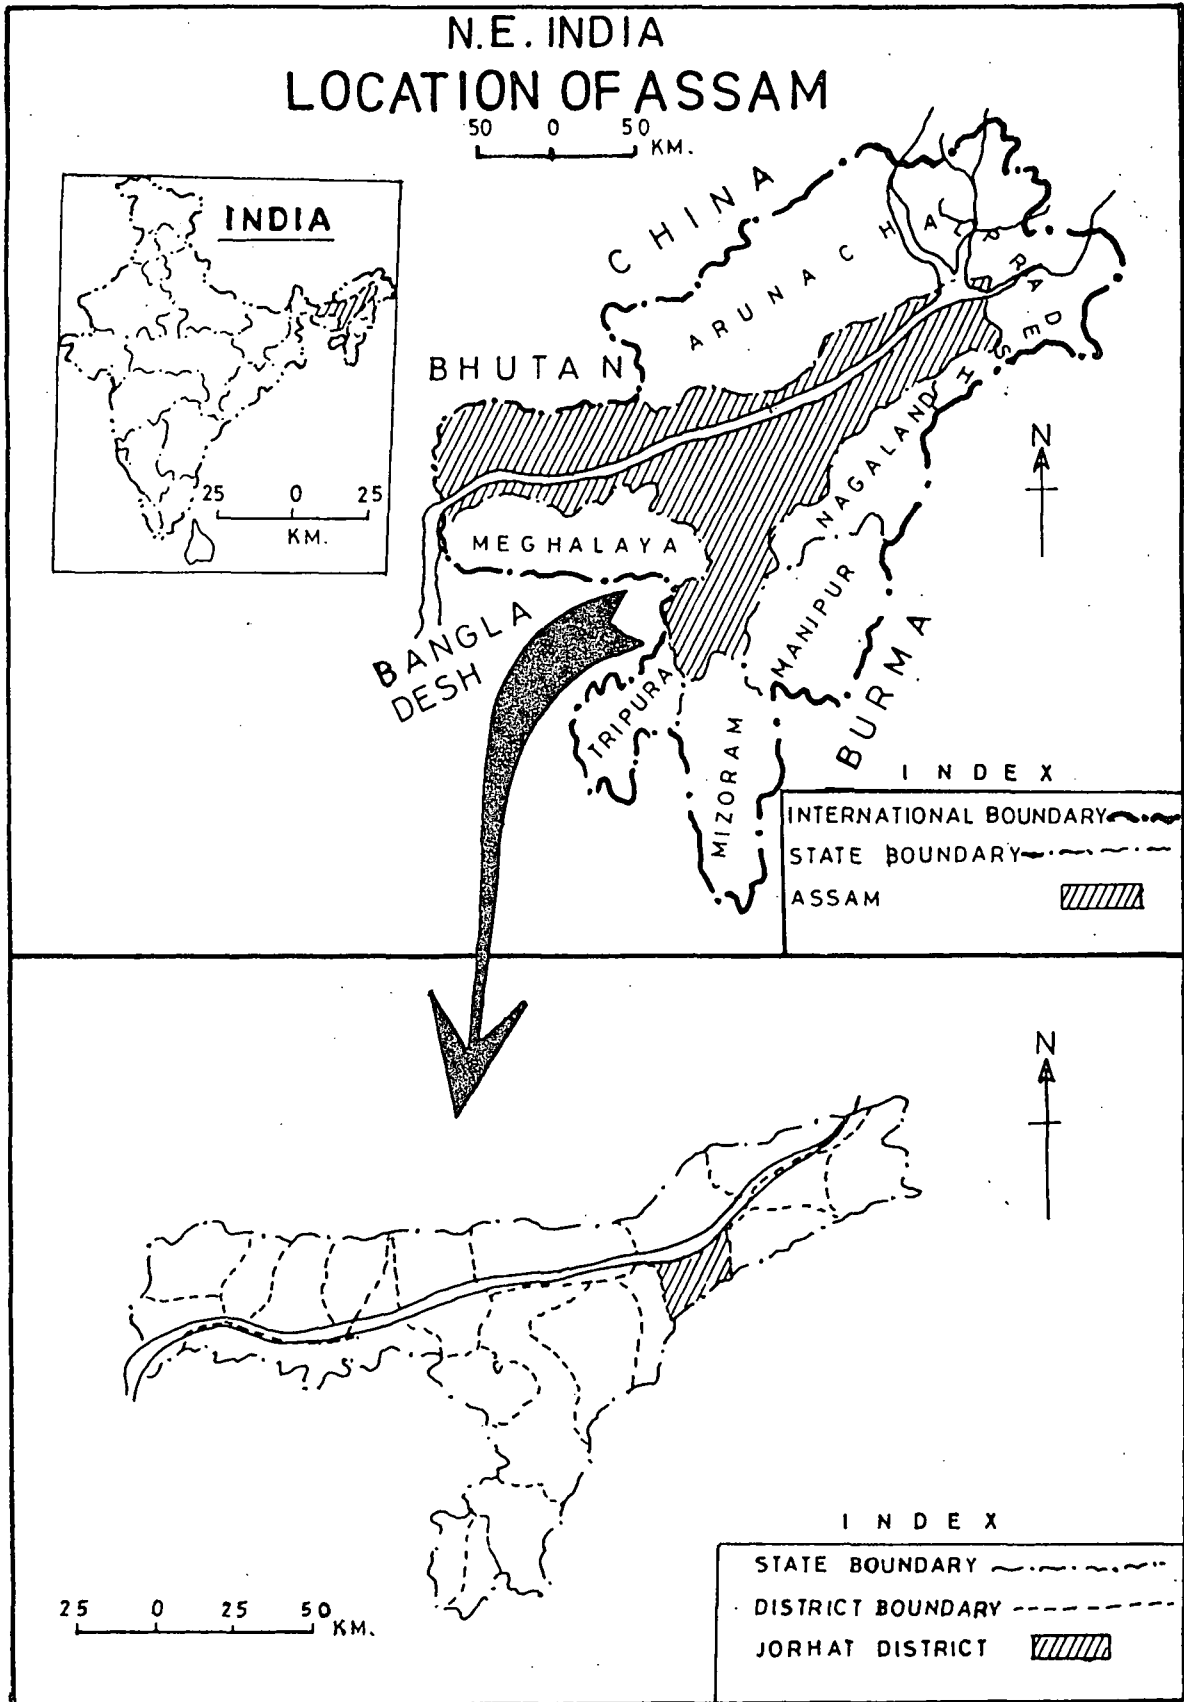 N.E. INDIA
LOCATION OF ASSAM
50 0 50
KM.
INDIA
25 0 25
KM.
CHINA
ARUNACHAL PRADESH
BHUTAN
N
NAGALAND
MEGHALAYA
MANIPUR
BANGLA
DESH
TRIPURA
MIZORAM
BURMA
INDEX
INTERNATIONAL BOUNDARY
STATE BOUNDARY
ASSAM
N
INDEX
STATE BOUNDARY
DISTRICT BOUNDARY
JORHAT DISTRICT
25 0 25 50
KM.